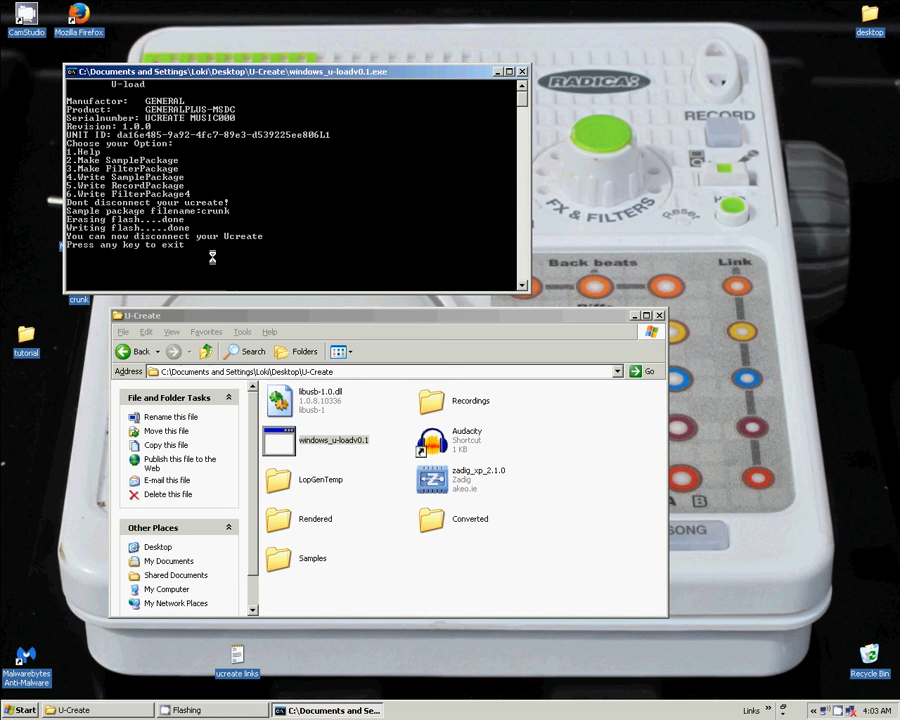 CamStudio
Mozilla Firefox
desktop
C:\Documents and Settings\Loki\Desktop\U-Create\windows_u-loadv0.1.exe
U-load
Manufactor: GENERAL
Product: GENERALPLUS-MSDC
Serialnumber: UCREATE MUSIC000
Revision: 1.0.0
UNIT ID: da16e485-9a92-4fc7-89e3-d539225ee806L1
Choose your Option:
1.Help
2.Make SamplePackage
3.Make FilterPackage
4.Write SamplePackage
5.Write RecordPackage
6.Write FilterPackage4
Dont disconnect your ucreate!
Sample package filename:crunk
Erasing flash....done
Writing flash.....done
You can now disconnect your Ucreate
Press any key to exit
RADICA:
RECORD
FX & FILTERS
Reset
Back beats
Link
crunk
tutorial
U-Create
File Edit View Favorites Tools Help
Back Search Folders
Address C:\Documents and Settings\Loki\Desktop\U-Create Go
File and Folder Tasks
Rename this file
Move this file
Copy this file
Publish this file to the
Web
E-mail this file
Delete this file
Other Places
Desktop
My Documents
Shared Documents
My Computer
My Network Places
libusb-1.0.dll
1.0.8.10336
libusb-1
Recordings
windows_u-loadv0.1
Audacity
Shortcut
1 KB
LopGenTemp
zadig_xp_2.1.0
Zadig
akeo.ie
Rendered
Converted
Samples
A B
SONG
Malwarebytes
Anti-Malware
ucreate links
Recycle Bin
Start
U-Create
Flashing
C:\Documents and Se...
Links
4:03 AM